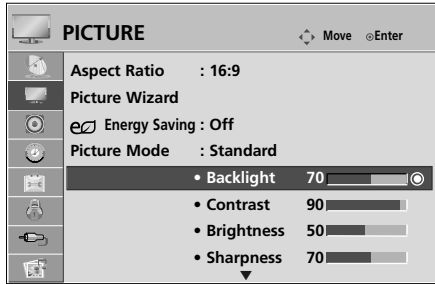 PICTURE
Move ⊙Enter
Aspect Ratio : 16:9
Picture Wizard
Energy Saving : Off
Picture Mode : Standard
• Backlight 70
• Contrast 90
• Brightness 50
• Sharpness 70